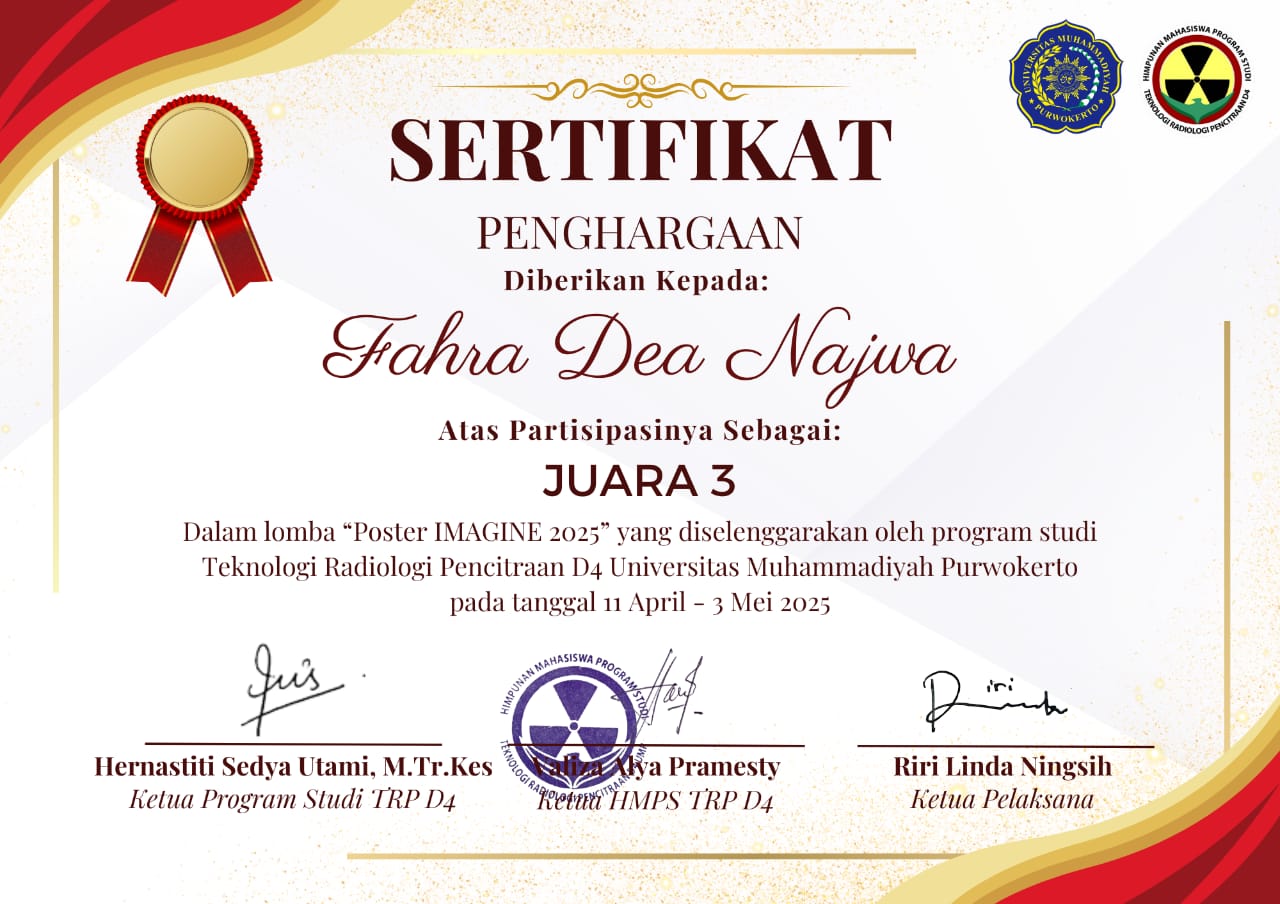 UNIVERSITAS MUHAMMADIYAH
PURWOKERTO
HIMPUNAN MAHASISWA PROGRAM STUDI
TEKNOLOGI RADIOLOGI PENCITRAAN D4
SERTIFIKAT
PENGHARGAAN
Diberikan Kepada:
Fahra Dea Najwa
Atas Partisipasinya Sebagai:
JUARA 3
Dalam lomba “Poster IMAGINE 2025” yang diselenggarakan oleh program studi
Teknologi Radiologi Pencitraan D4 Universitas Muhammadiyah Purwokerto
pada tanggal 11 April - 3 Mei 2025
HIMPUNAN MAHASISWA PROGRAM STUDI
TEKNOLOGI RADIOLOGI PENCITRAAN
iri
Hernastiti Sedya Utami, M.Tr.Kes
Alya Pramesty
Riri Linda Ningsih
Ketua Program Studi TRP D4
Ketua HMPS TRP D4
Ketua Pelaksana